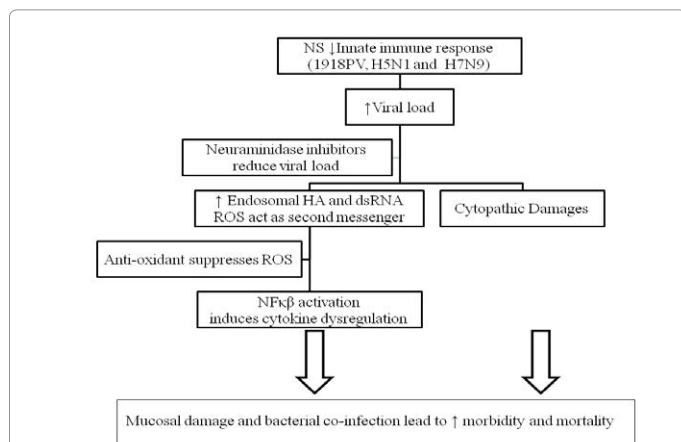 NS ↓Innate immune response
(1918PV, H5N1 and H7N9)
↑Viral load
Neuraminidase inhibitors
reduce viral load
↑ Endosomal HA and dsRNA
ROS act as second messenger
Cytopathic Damages
Anti-oxidant suppresses ROS
NFκβ activation
induces cytokine dysregulation
Mucosal damage and bacterial co-infection lead to ↑ morbidity and mortality